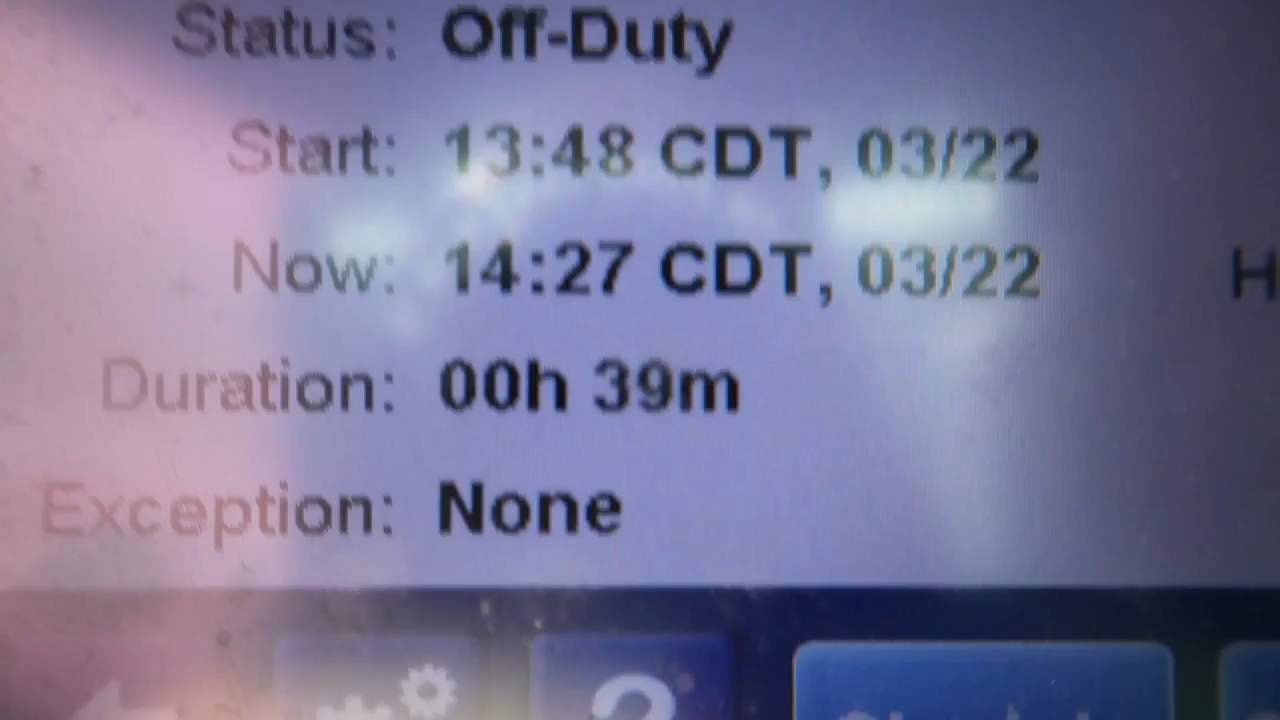 Status: Off-Duty
Start: 13:48 CDT, 03/22
Now: 14:27 CDT, 03/22
H
Duration: 00h 39m
Exception: None
?